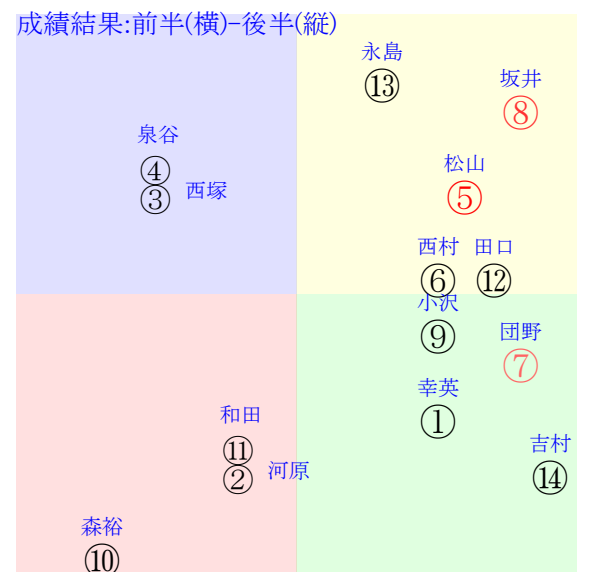 成績結果:前半(横)-後半(縦)
永島
⑬
坂井
⑧
泉谷
④
③
西塚
松山
⑤
西村
⑥
田口
⑫
小沢
⑨
団野
⑦
幸英
①
和田
⑪
②
河原
吉村
⑭
森裕
⑩